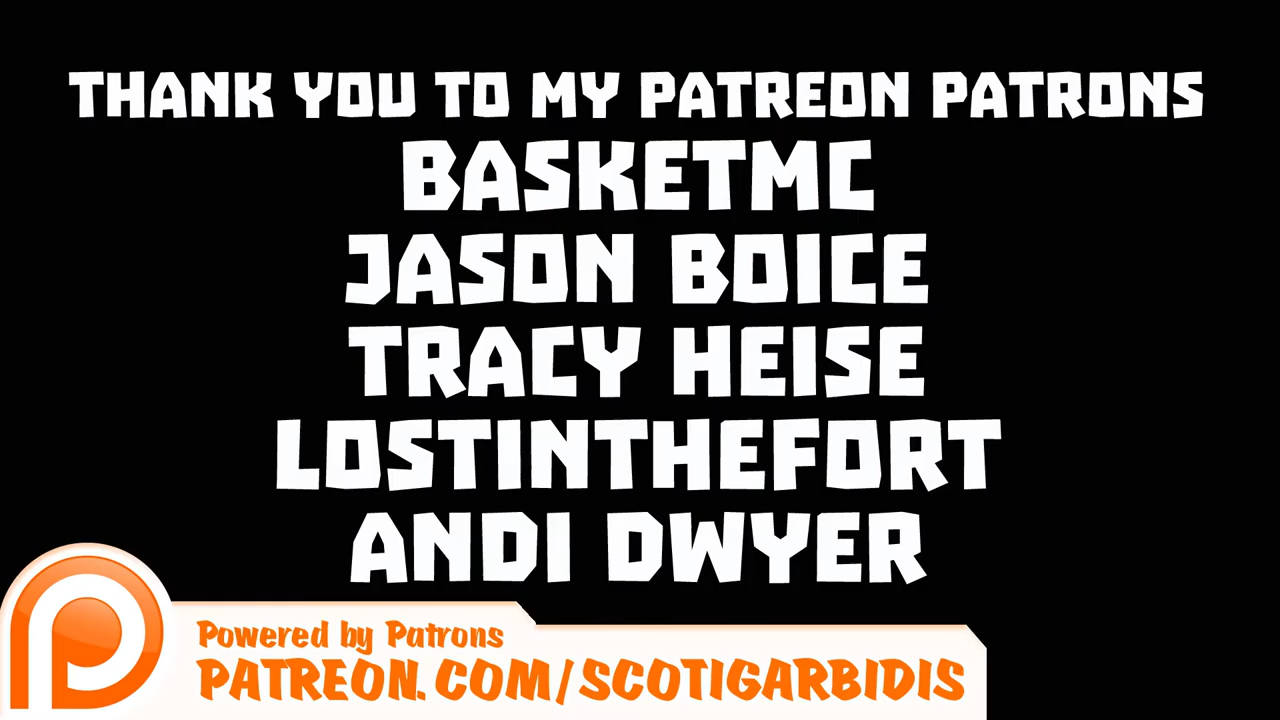 THANK YOU TO MY PATREON PATRONS
BASKETMC
JASON BOICE
TRACY HEISE
LOSTINTHEFORT
ANDI DWYER
Powered by Patrons
PATREON.COM/SCOTIGARBIDIS